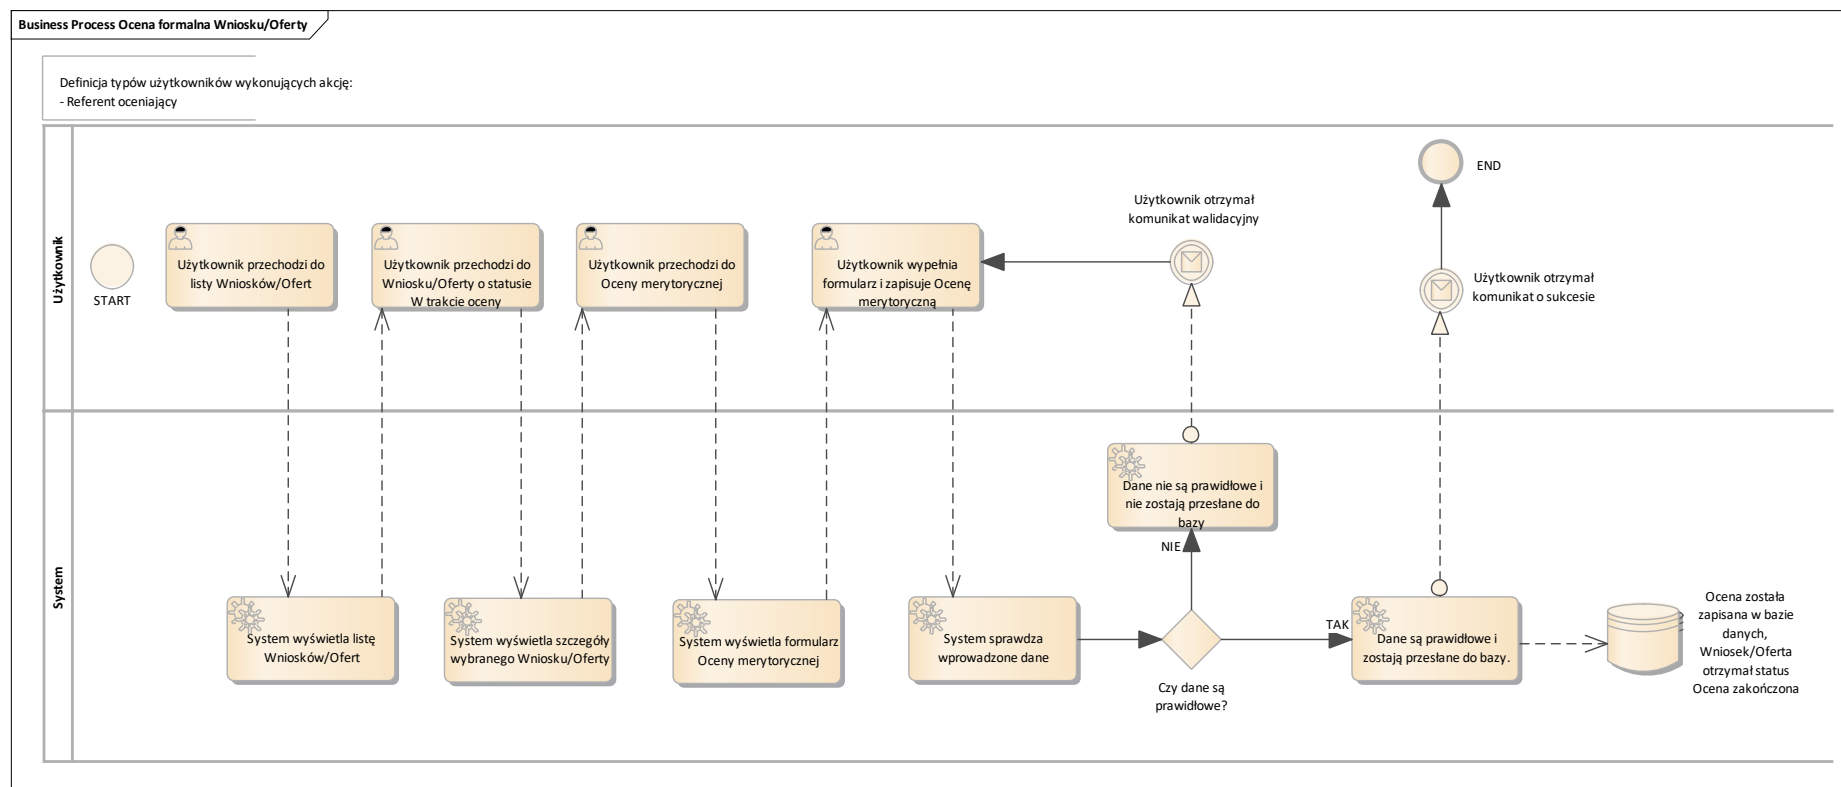 Business Process Ocena formalna Wniosku/Oferty
Definicja typów użytkowników wykonujących akcję:
- Referent oceniający
Użytkownik
START
Użytkownik przechodzi do
listy Wniosków/Ofert
Użytkownik przechodzi do
Wniosku/Oferty o statusie
W trakcie oceny
Użytkownik przechodzi do
Oceny merytorycznej
Użytkownik wypełnia
formularz i zapisuje Ocenę
merytoryczną
Użytkownik otrzymał
komunikat walidacyjny
END
Użytkownik otrzymał
komunikat o sukcesie
System
System wyświetla listę
Wniosków/Ofert
System wyświetla szczegóły
wybranego Wniosku/Oferty
System wyświetla formularz
Oceny merytorycznej
System sprawdza
wprowadzone dane
Dane nie są prawidłowe i
nie zostają przesłane do
bazy
NIE
Czy dane są
prawidłowe?
TAK
Dane są prawidłowe i
zostają przesłane do bazy.
Ocena została
zapisana w bazie
danych,
Wniosek/Oferta
otrzymał status
Ocena zakończona